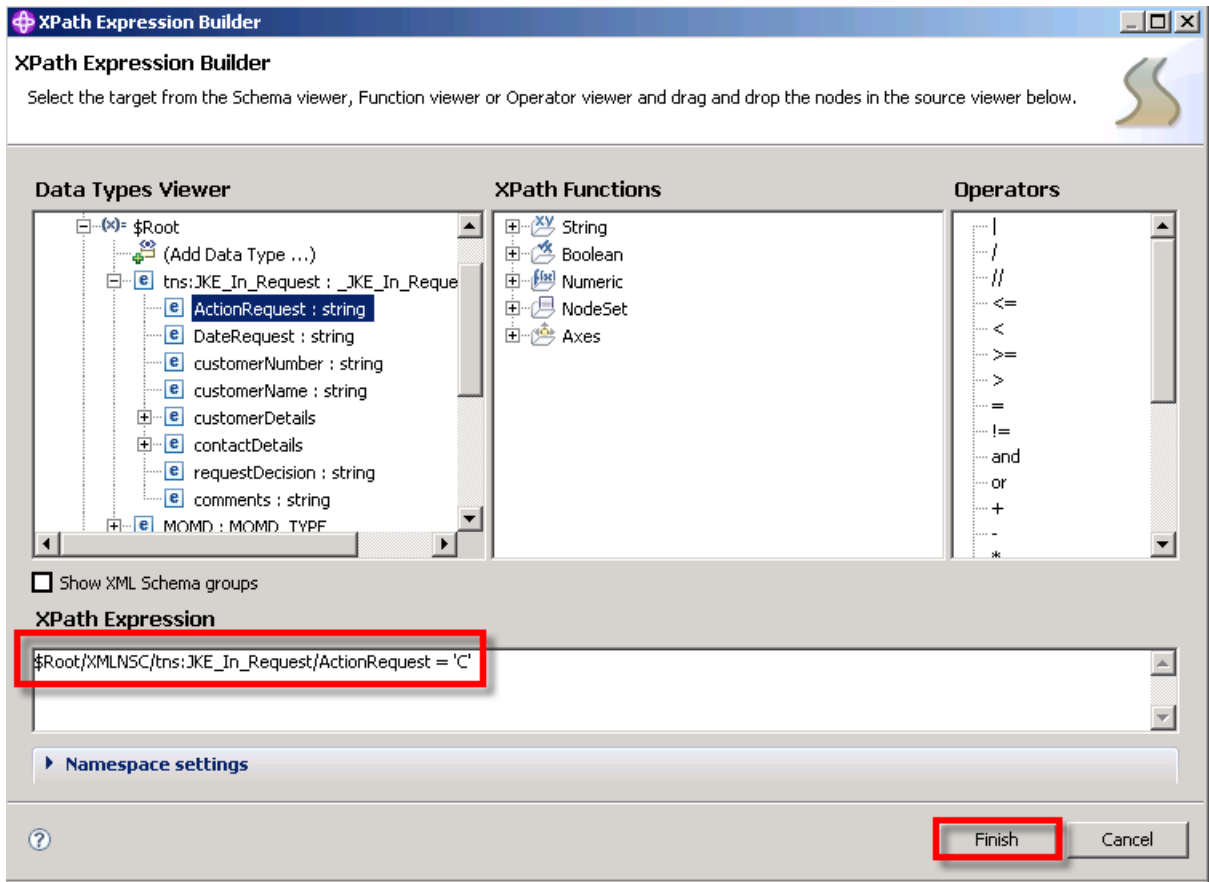 XPath Expression Builder
XPath Expression Builder
Select the target from the Schema viewer, Function viewer or Operator viewer and drag and drop the nodes in the source viewer below.
Data Types Viewer
$Root
(Add Data Type ...)
tns:JKE_In_Request : _JKE_In_Reque
ActionRequest : string
DateRequest : string
customerNumber : string
customerName : string
customerDetails
contactDetails
requestDecision : string
comments : string
MQMD : MQMD_TYPE
XPath Functions
String
Boolean
Numeric
NodeSet
Axes
Operators
|
/
//
<=
<
>=
>
=
!=
and
or
+
-
*
Show XML Schema groups
XPath Expression
$Root/XMLNSC/tns:JKE_In_Request/ActionRequest = 'C'
Namespace settings
Finish
Cancel